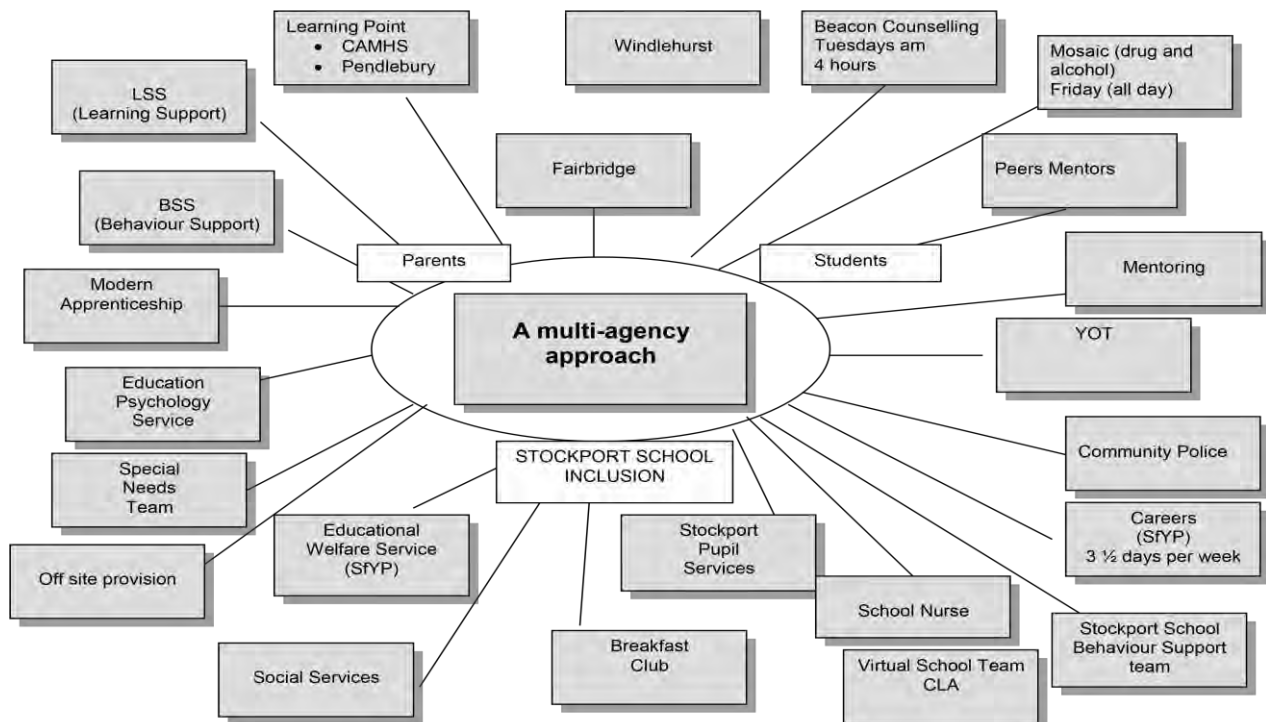 Learning Point
• CAMHS
• Pendlebury
Windlehurst
Beacon Counselling
Tuesdays am
4 hours
Mosaic (drug and
alcohol)
Friday (all day)
LSS
(Learning Support)
Fairbridge
Peers Mentors
BSS
(Behaviour Support)
Parents
Students
Mentoring
Modern
Apprenticeship
A multi-agency
approach
YOT
Education
Psychology
Service
Community Police
STOCKPORT SCHOOL
INCLUSION
Special
Needs
Team
Educational
Welfare Service
(SfYP)
Stockport
Pupil
Services
Careers
(SfYP)
3 ½ days per week
Off site provision
School Nurse
Stockport School
Behaviour Support
team
Social Services
Breakfast
Club
Virtual School Team
CLA